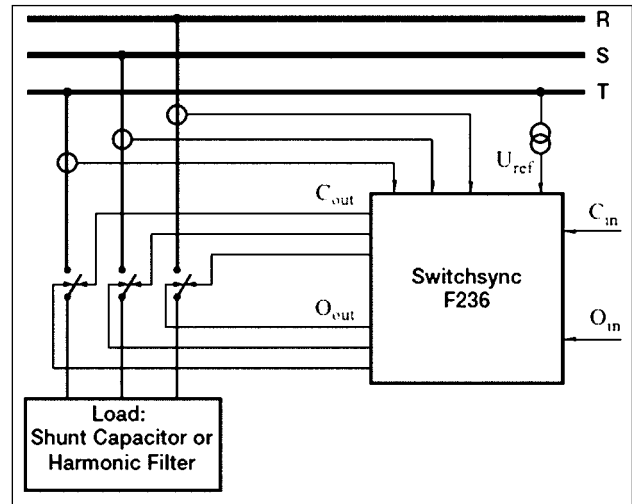 R
S
T
U_ref
C_out
C_in
Switchsync
F236
O_out
O_in
Load:
Shunt Capacitor or
Harmonic Filter